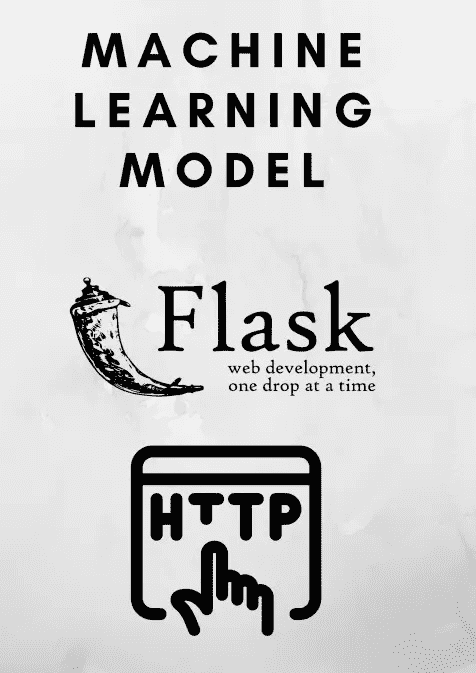 MACHINE
LEARNING
MODEL
Flask
web development,
one drop at a time
HTTP